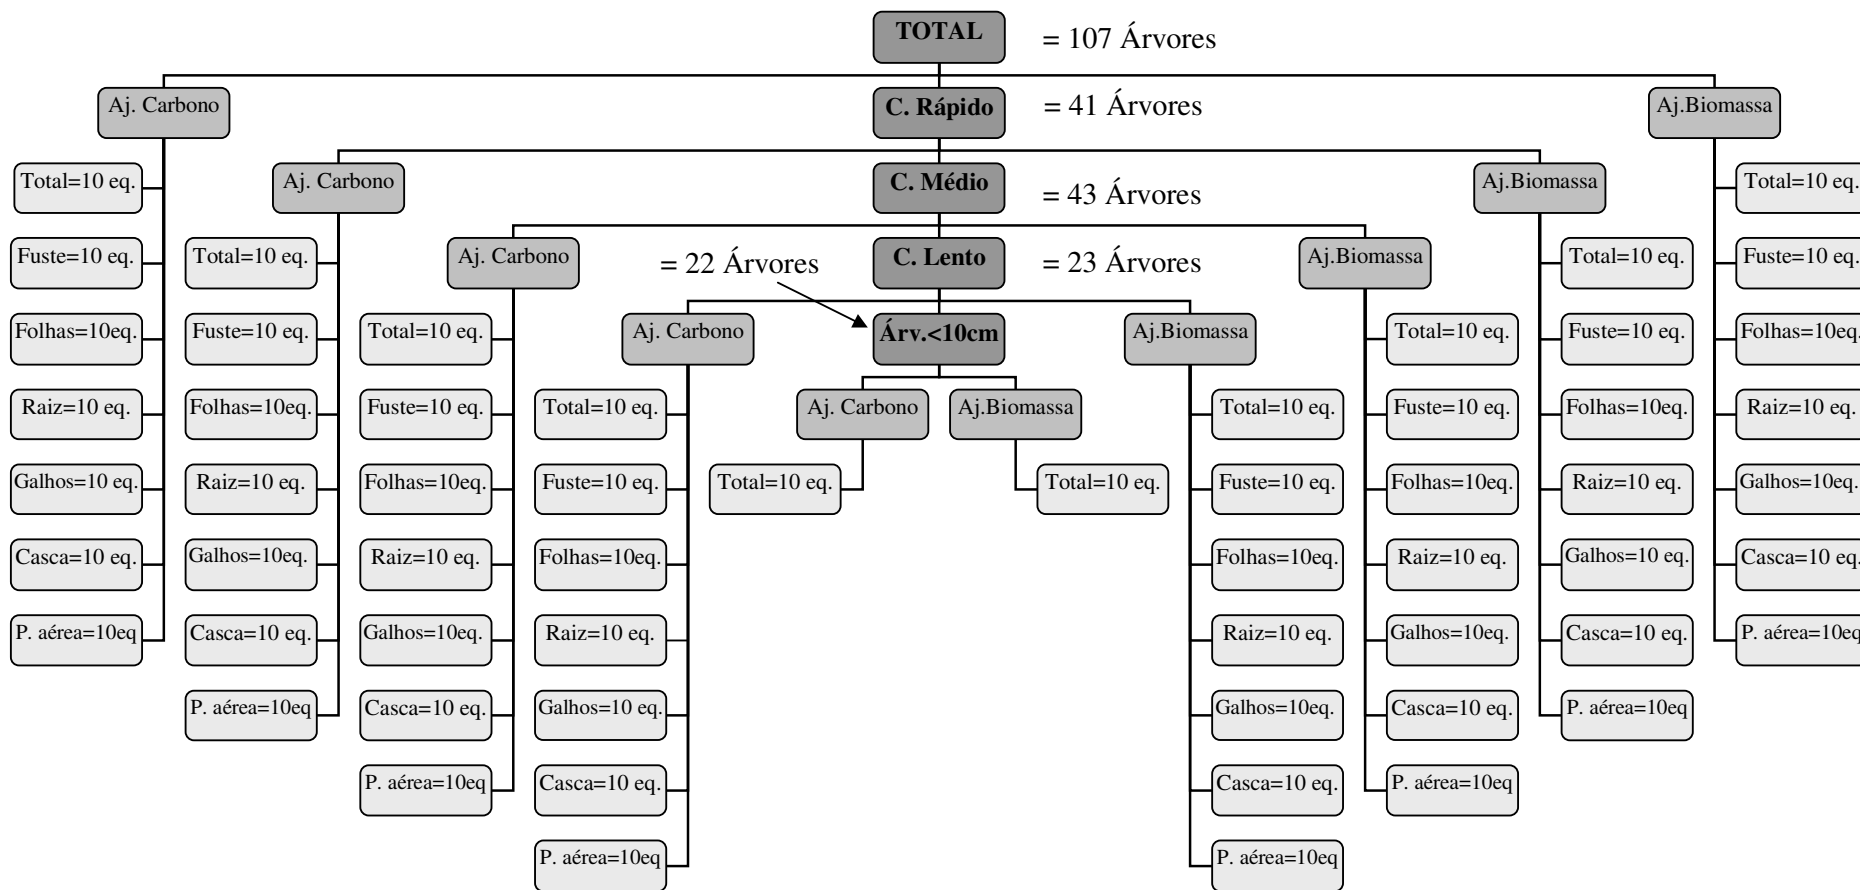 TOTAL
= 107 Árvores
Aj. Carbono
C. Rápido
= 41 Árvores
Aj.Biomassa
Total=10 eq.
Aj. Carbono
C. Médio
= 43 Árvores
Aj.Biomassa
Total=10 eq.
Fuste=10 eq.
Total=10 eq.
Aj. Carbono
= 22 Árvores
C. Lento
= 23 Árvores
Aj.Biomassa
Total=10 eq.
Fuste=10 eq.
Folhas=10eq.
Fuste=10 eq.
Total=10 eq.
Aj. Carbono
Árv.<10cm
Aj.Biomassa
Total=10 eq.
Fuste=10 eq.
Folhas=10eq.
Raiz=10 eq.
Folhas=10eq.
Fuste=10 eq.
Total=10 eq.
Aj. Carbono
Aj.Biomassa
Total=10 eq.
Fuste=10 eq.
Folhas=10eq.
Raiz=10 eq.
Galhos=10 eq.
Raiz=10 eq.
Folhas=10eq.
Fuste=10 eq.
Total=10 eq.
Total=10 eq.
Fuste=10 eq.
Folhas=10eq.
Raiz=10 eq.
Galhos=10eq.
Casca=10 eq.
Galhos=10eq.
Raiz=10 eq.
Folhas=10eq.
Folhas=10eq.
Raiz=10 eq.
Galhos=10eq.
Casca=10 eq.
P. aérea=10eq
Casca=10 eq.
Galhos=10eq.
Raiz=10 eq.
Raiz=10 eq.
Galhos=10eq.
Casca=10 eq.
P. aérea=10eq
P. aérea=10eq
Casca=10 eq.
Galhos=10 eq.
Galhos=10eq.
Casca=10 eq.
P. aérea=10eq
P. aérea=10eq
Casca=10 eq.
Casca=10 eq.
P. aérea=10eq
P. aérea=10eq
P. aérea=10eq